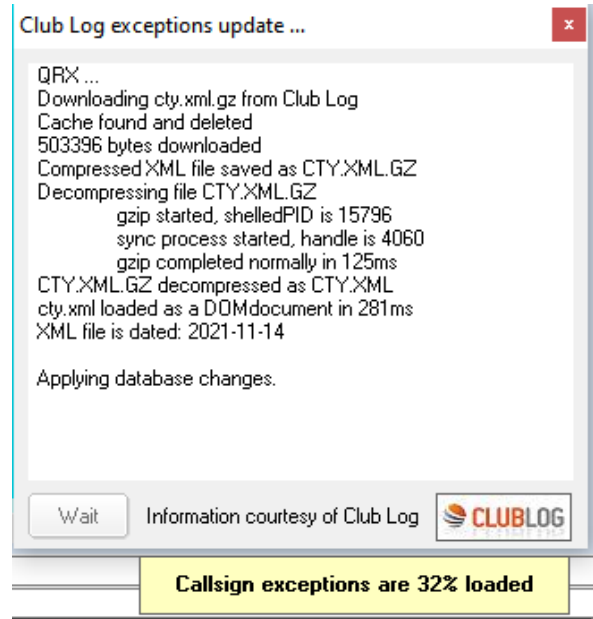 Club Log exceptions update ...
x
QRX ...
Downloading cty.xml.gz from Club Log
Cache found and deleted
503396 bytes downloaded
Compressed XML file saved as CTY.XML.GZ
Decompressing file CTY.XML.GZ
gzip started, shelledPID is 15796
sync process started, handle is 4060
gzip completed normally in 125ms
CTY.XML.GZ decompressed as CTY.XML
cty.xml loaded as a DOMdocument in 281ms
XML file is dated: 2021-11-14
Applying database changes.
Wait Information courtesy of Club Log CLUBLOG
Callsign exceptions are 32% loaded